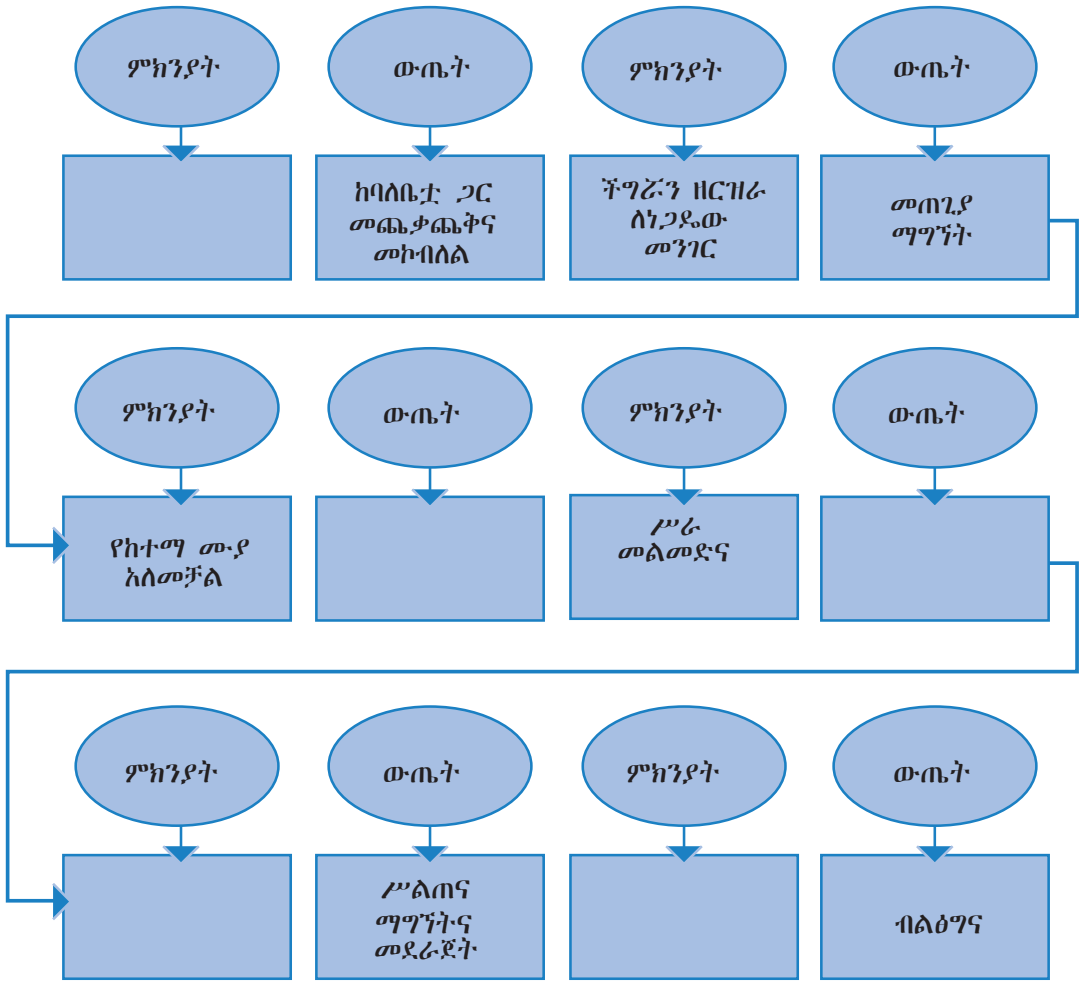 ምክንያት
ውጤት
ምክንያት
ውጤት
ከባለቤቷ ጋር
መጨቃጨቅና
መኮብለል
ችግሯን ዘርዝራ
ለነጋዴው
መንገር
መጠጊያ
ማግኘት
ምክንያት
ውጤት
ምክንያት
ውጤት
የከተማ ሙያ
አለመቻል
ሥራ
መልመድና
ምክንያት
ውጤት
ምክንያት
ውጤት
ሥልጠና
ማግኘትና
መደራጀት
ብልፅግና